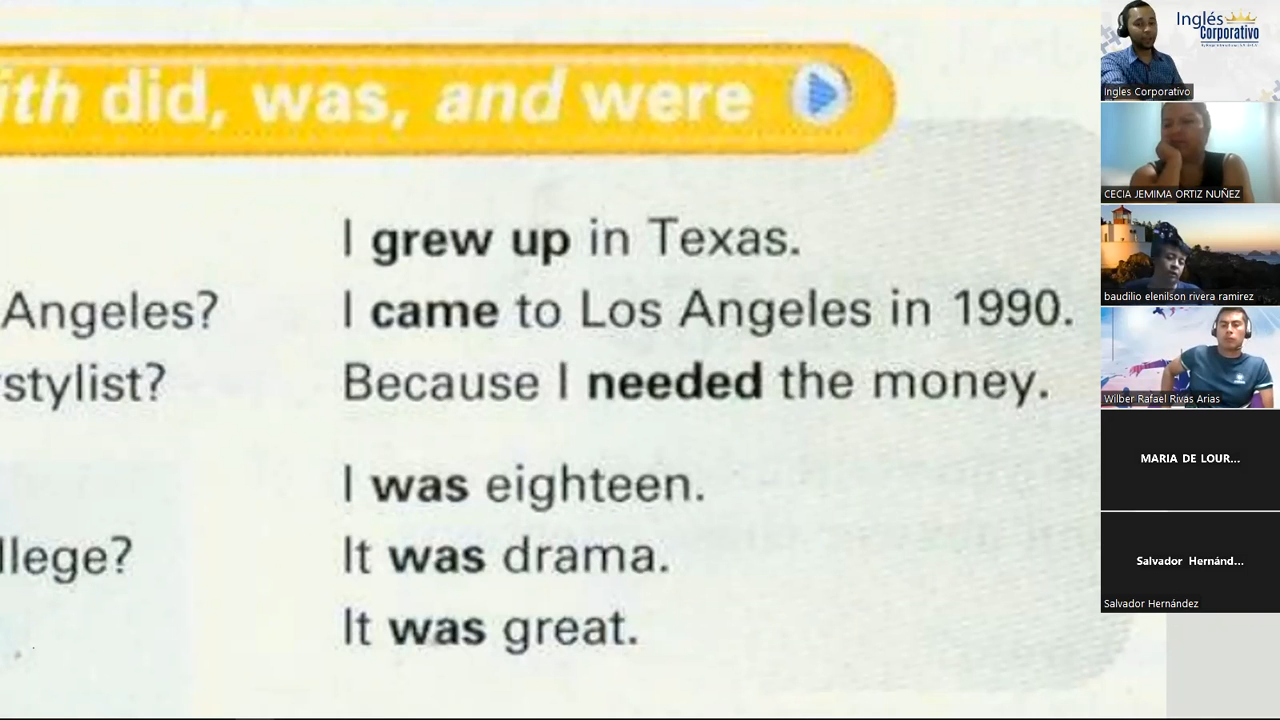 ith did, was, and were
I grew up in Texas.
Angeles? I came to Los Angeles in 1990.
stylist? Because I needed the money.
I was eighteen.
llege? It was drama.
It was great.
Inglés
Corporativo
Ingles Corporativo
CECIA JEMIMA ORTIZ NUÑEZ
baudilio elenilson rivera ramirez
Wilber Rafael Rivas Arias
MARIA DE LOUR...
Salvador Hernánd...
Salvador Hernández